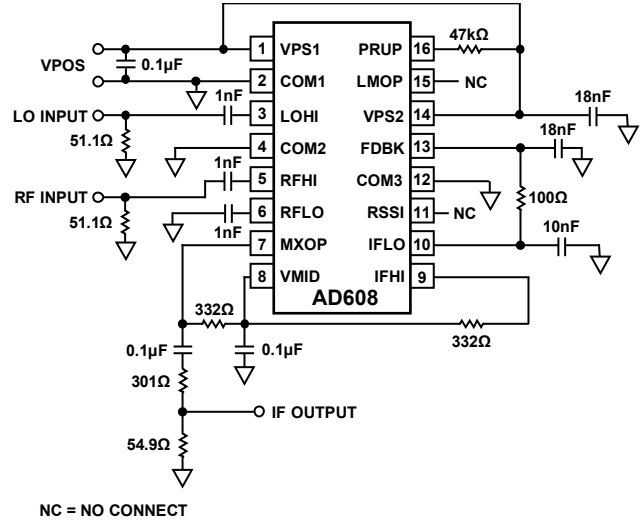 VPOS
0.1µF
1 VPS1
PRUP 16
47kΩ
2 COM1
LMOP 15
NC
LO INPUT
1nF
3 LOHI
VPS2 14
18nF
51.1Ω
4 COM2
FDBK 13
18nF
RF INPUT
1nF
5 RFHI
COM3 12
100Ω
51.1Ω
1nF
6 RFLO
RSSI 11
NC
7 MXOP
IFLO 10
10nF
8 VMID
IFHI 9
AD608
332Ω
332Ω
0.1µF
0.1µF
301Ω
IF OUTPUT
54.9Ω
NC = NO CONNECT